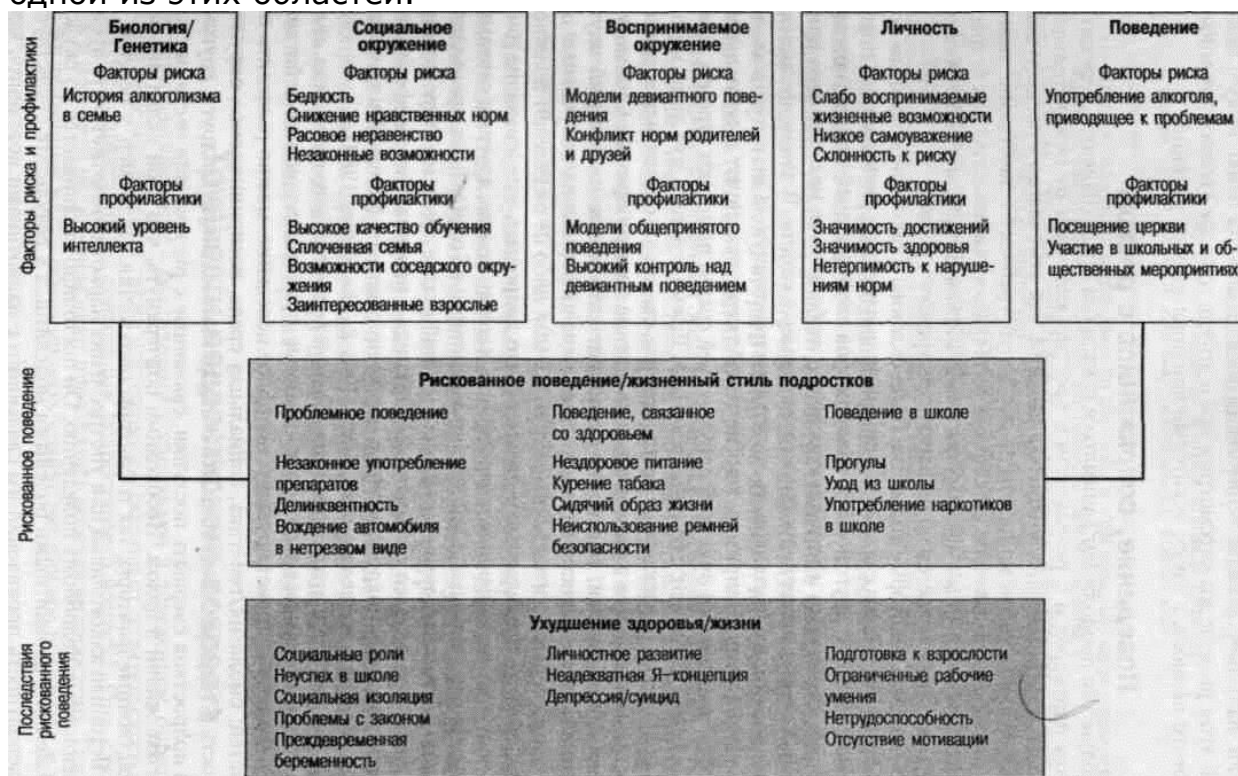 одной из этих областей.
Факторы риска и профилактики
Биология/
Генетика
Факторы риска
История алкоголизма
в семье
Факторы
профилактики
Высокий уровень
интеллекта
Социальное
окружение
Факторы риска
Бедность
Снижение нравственных норм
Расовое неравенство
Незаконные возможности
Факторы
профилактики
Высокое качество обучения
Сплоченная семья
Возможности соседского окру-
жения
Заинтересованные взрослые
Воспринимаемое
окружение
Факторы риска
Модели девиантного пове-
дения
Конфликт норм родителей
и друзей
Факторы
профилактики
Модели общепринятого
поведения
Высокий контроль над
девиантным поведением
Личность
Факторы риска
Слабо воспринимаемые
жизненные возможности
Низкое самоуважение
Склонность к риску
Факторы
профилактики
Значимость достижений
Значимость здоровья
Нетерпимость к наруше-
ниям норм
Поведение
Факторы риска
Употребление алкоголя,
приводящее к проблемам
Факторы
профилактики
Посещение церкви
Участие в школьных и об-
щественных мероприятиях
Рискованное поведение
Рискованное поведение/жизненный стиль подростков
Проблемное поведение
Незаконное употребление
препаратов
Делинквентность
Вождение автомобиля
в нетрезвом виде
Поведение, связанное
со здоровьем
Нездоровое питание
Курение табака
Сидячий образ жизни
Неиспользование ремней
безопасности
Поведение в школе
Прогулы
Уход из школы
Употребление наркотиков
в школе
Последствия
рискованного
поведения
Ухудшение здоровья/жизни
Социальные роли
Неуспех в школе
Социальная изоляция
Проблемы с законом
Преждевременная
беременность
Личностное развитие
Неадекватная Я-концепция
Депрессия/суицид
Подготовка к взрослости
Ограниченные рабочие
умения
Нетрудоспособность
Отсутствие мотивации